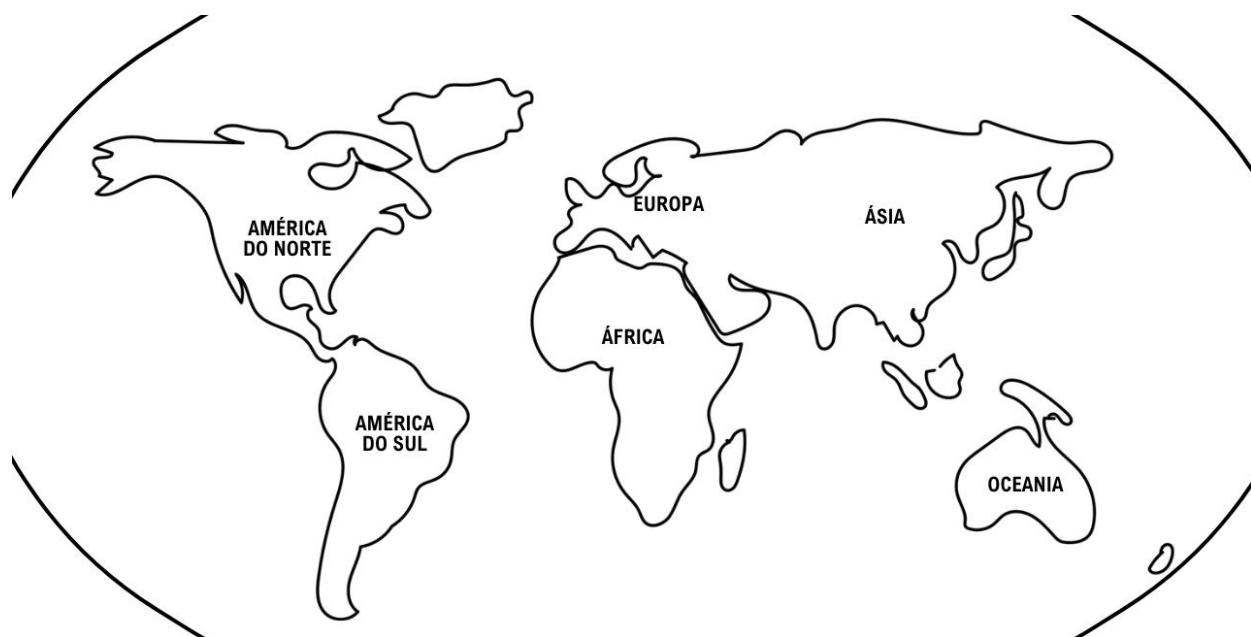 AMÉRICA
DO NORTE
EUROPA
ÁSIA
ÁFRICA
AMÉRICA
DO SUL
OCEANIA